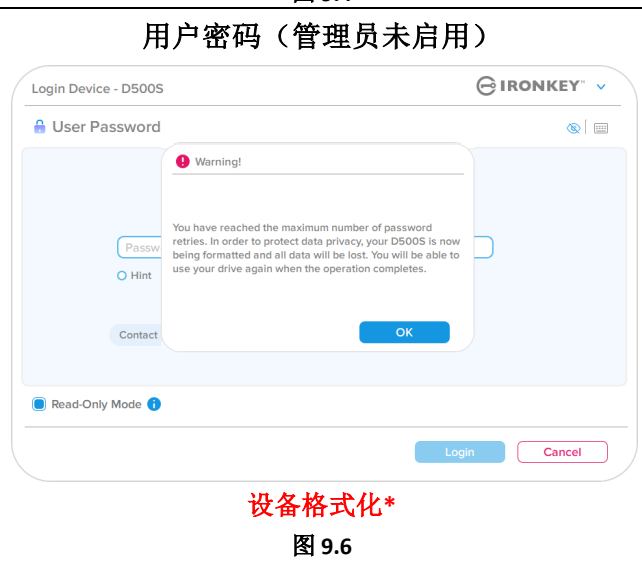 用户密码（管理员未启用）
Login Device - D500S
IRONKEY
User Password
Warning!
You have reached the maximum number of password
retries. In order to protect data privacy, your D500S is now
being formatted and all data will be lost. You will be able to
use your drive again when the operation completes.
Passw
Hint
OK
Contact
Read-Only Mode
Login
Cancel
设备格式化*
图 9.6